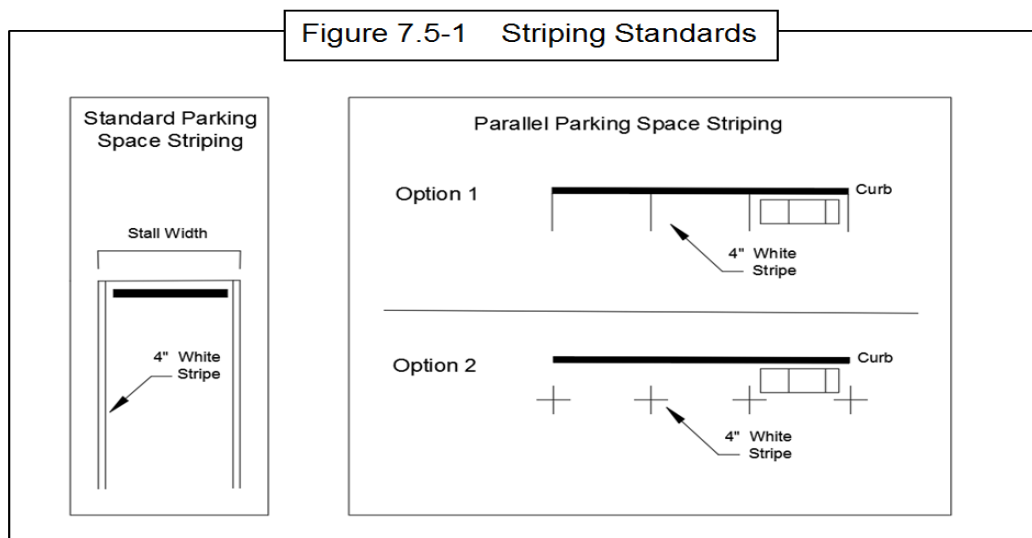 Figure 7.5-1    Striping Standards
Standard Parking
Space Striping
Stall Width
4" White
Stripe
Parallel Parking Space Striping
Option 1
Curb
4" White
Stripe
Option 2
Curb
4" White
Stripe